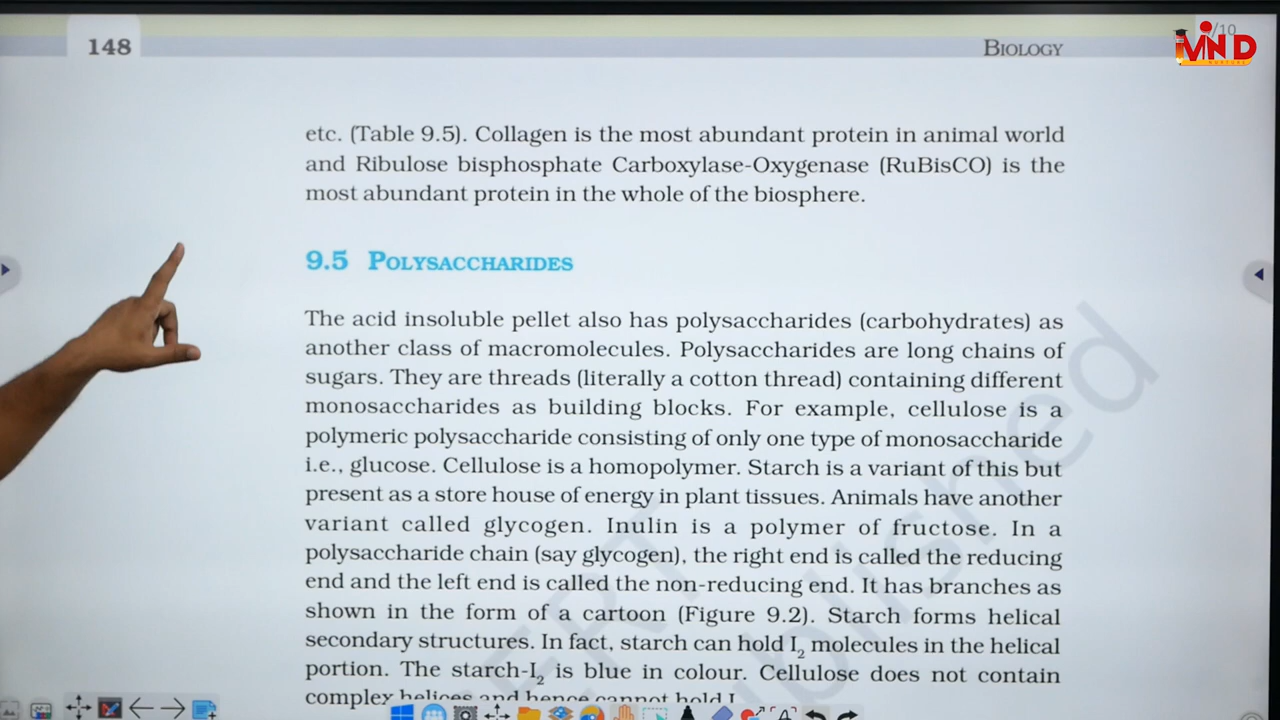 148
BIOLOGY
/10
MIND
NURTURE
etc. (Table 9.5). Collagen is the most abundant protein in animal world
and Ribulose bisphosphate Carboxylase-Oxygenase (RuBisCO) is the
most abundant protein in the whole of the biosphere.
9.5 POLYSACCHARIDES
The acid insoluble pellet also has polysaccharides (carbohydrates) as
another class of macromolecules. Polysaccharides are long chains of
sugars. They are threads (literally a cotton thread) containing different
monosaccharides as building blocks. For example, cellulose is a
polymeric polysaccharide consisting of only one type of monosaccharide
i.e., glucose. Cellulose is a homopolymer. Starch is a variant of this but
present as a store house of energy in plant tissues. Animals have another
variant called glycogen. Inulin is a polymer of fructose. In a
polysaccharide chain (say glycogen), the right end is called the reducing
end and the left end is called the non-reducing end. It has branches as
shown in the form of a cartoon (Figure 9.2). Starch forms helical
secondary structures. In fact, starch can hold I₂ molecules in the helical
portion. The starch-I₂ is blue in colour. Cellulose does not contain
complex helices and hence cannot hold I